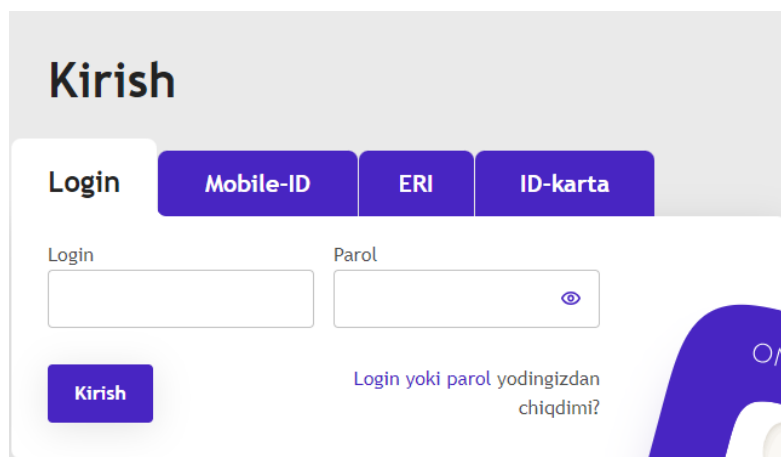 Kirish
Login Mobile-ID ERI ID-karta
Login Parol
Kirish
Login yoki parol yodingizdan
chiqdimi?